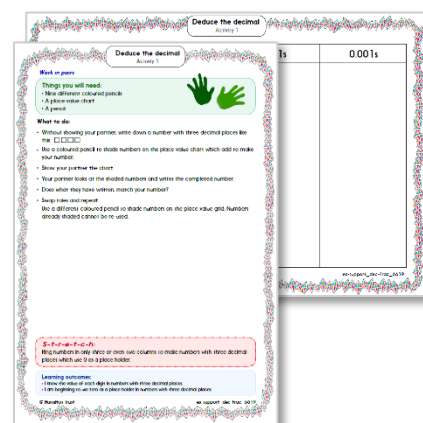 Deduce the decimal
Activity 1
1s
0.001s
ex-support_dec-frac_0619
Deduce the decimal
Activity 1
Work in pairs
Things you will need:
• Nine different coloured pencils
• A place value chart
• A pencil
What to do:
• Without showing your partner, write down a number with three decimal places like
this
• Use a coloured pencil to shade numbers on the place value chart which add to make
your number.
• Show your partner the chart.
• Your partner looks at the shaded numbers and writes the completed number.
• Does what they have written, match your number?
• Swap roles and repeat.
Use a different coloured pencil to shade numbers on the place value grid. Numbers
already shaded cannot be re-used.
S-t-r-e-t-c-h:
Ring numbers in only three or even two columns to make numbers with three decimal
places which use 0 as a place holder.
Learning outcomes:
• I know the value of each digit in numbers with three decimal places.
• I am beginning to use zero as a place holder in numbers with three decimal places.
© Hamilton Trust
ex-support_dec-frac_0619